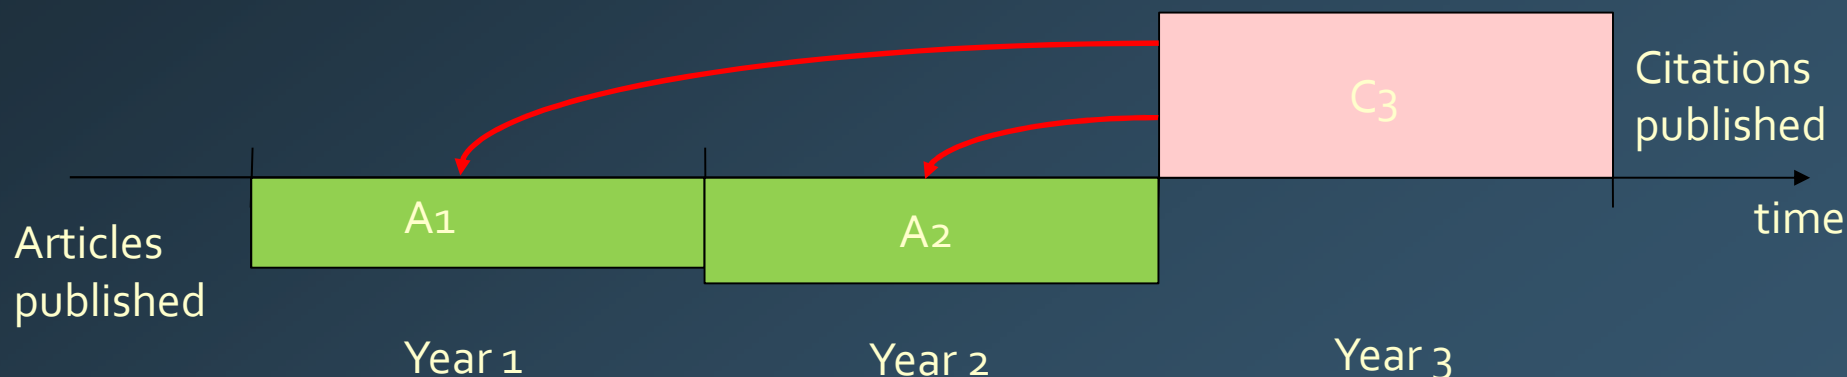 Citations
published
C3
time
A1
A2
Articles
published
Year 1
Year 2
Year 3